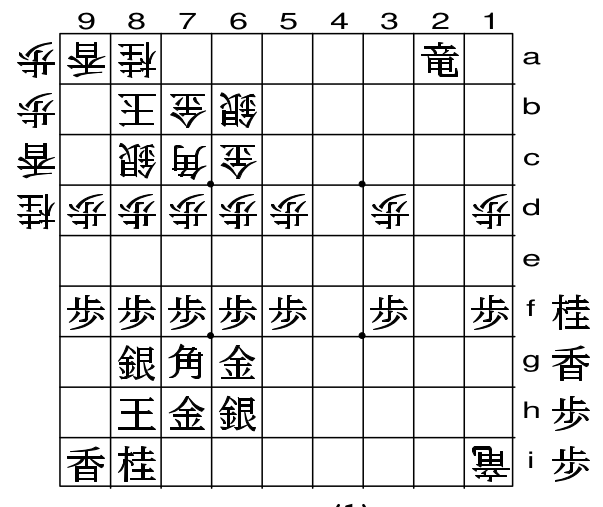 9 8 7 6 5 4 3 2 1
歩 香 桂 竜 a
歩 王 金 銀 b
香 銀 角 金 c
桂 歩 歩 歩 歩 歩 歩 歩 d
e
歩 歩 歩 歩 歩 歩 歩 f 桂
銀 角 金 g 香
王 金 銀 h 歩
香 桂 竜 i 歩